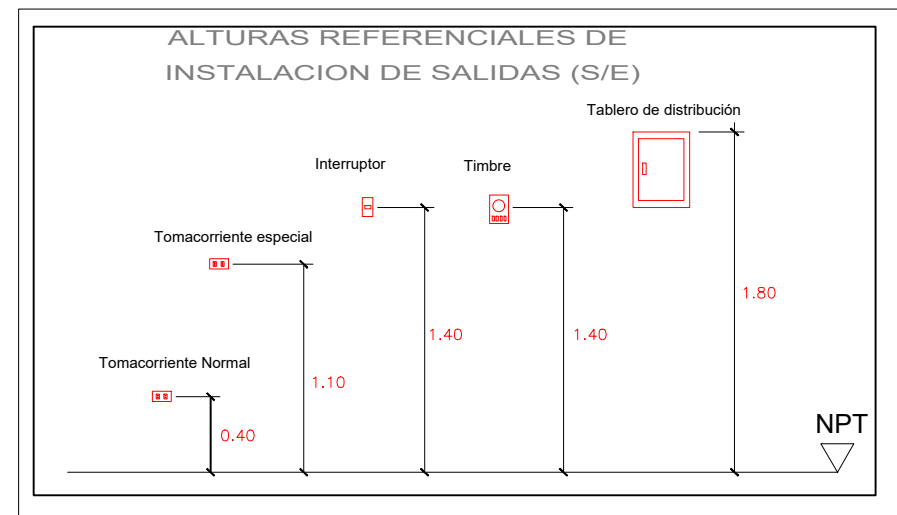 ALTURAS REFERENCIALES DE
INSTALACION DE SALIDAS (S/E)
Tablero de distribución
Interruptor
Timbre
Tomacorriente especial
1.80
1.40
1.40
Tomacorriente Normal
1.10
NPT
0.40